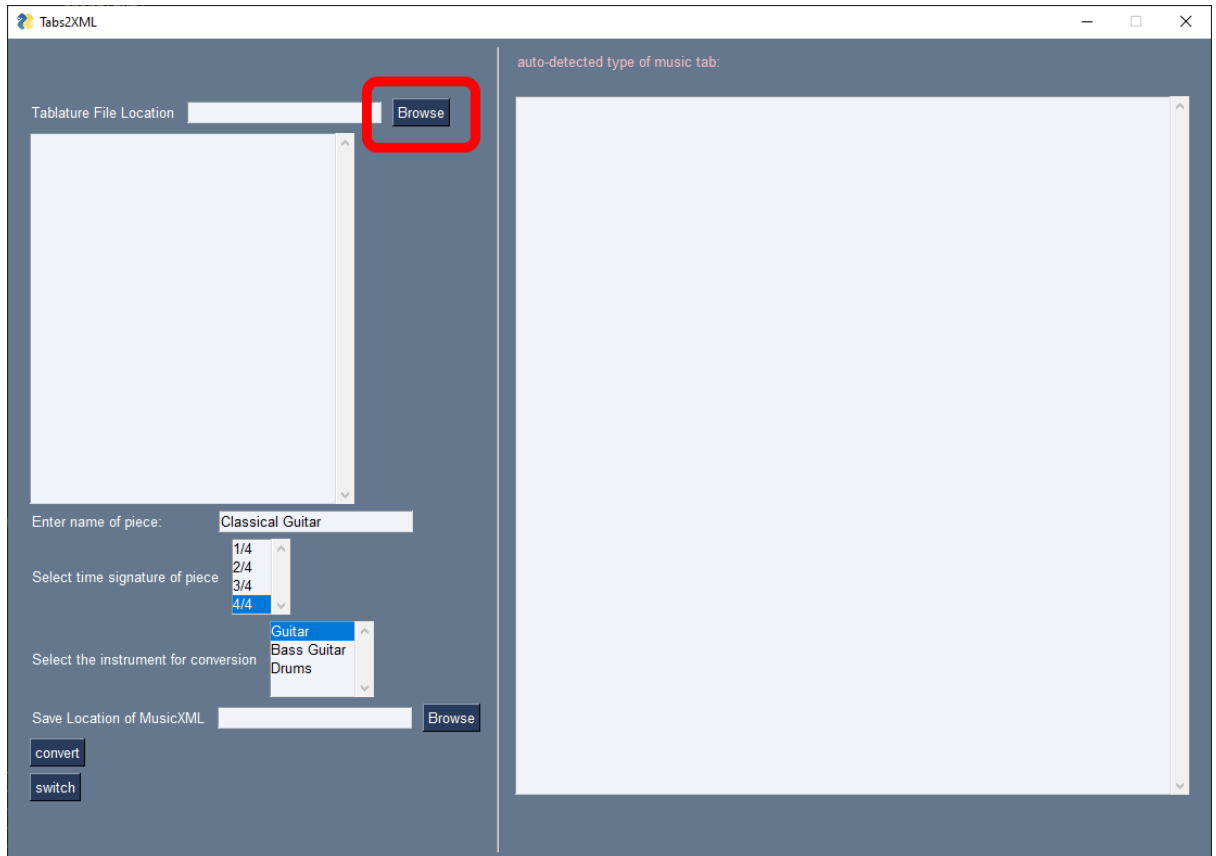 Tabs2XML
auto-detected type of music tab:
Tablature File Location Browse
Enter name of piece: Classical Guitar
Select time signature of piece
1/4
2/4
3/4
4/4
Select the instrument for conversion
Guitar
Bass Guitar
Drums
Save Location of MusicXML Browse
convert
switch